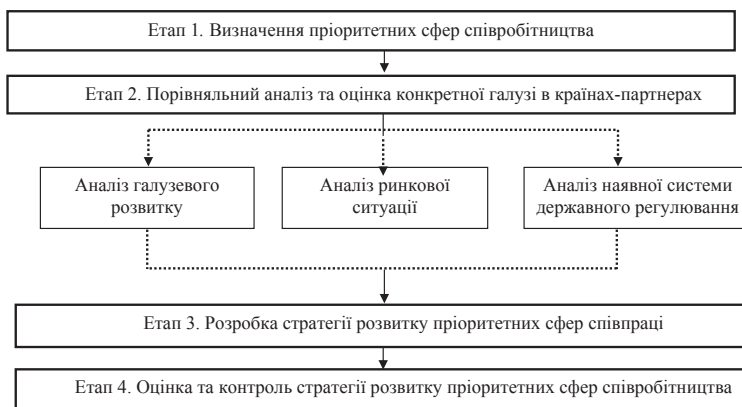 Етап 1. Визначення пріоритетних сфер співробітництва
Етап 2. Порівняльний аналіз та оцінка конкретної галузі в країнах-партнерах
Аналіз галузевого
розвитку
Аналіз ринкової
ситуації
Аналіз наявної системи
державного регулювання
Етап 3. Розробка стратегії розвитку пріоритетних сфер співпраці
Етап 4. Оцінка та контроль стратегії розвитку пріоритетних сфер співробітництва